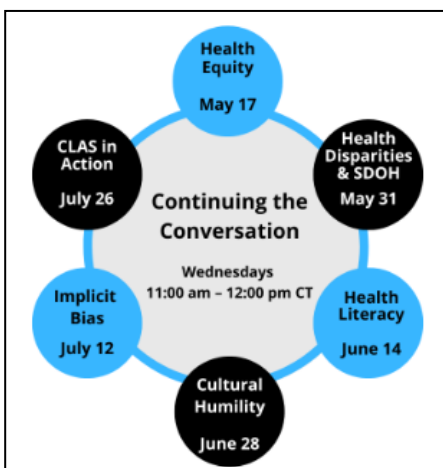 Health
Equity
May 17
Health
Disparities
& SDOH
May 31
Health
Literacy
June 14
Cultural
Humility
June 28
Implicit
Bias
July 12
CLAS in
Action
July 26
Continuing the
Conversation
Wednesdays
11:00 am – 12:00 pm CT